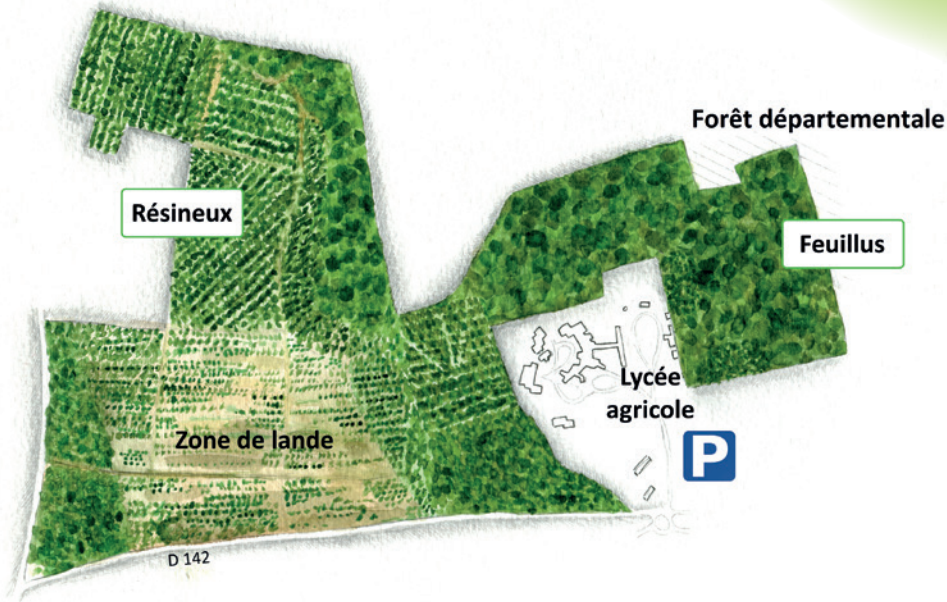 Forêt départementale
Résineux
Feuillus
Lycée
agricole
Zone de lande
P
D 142